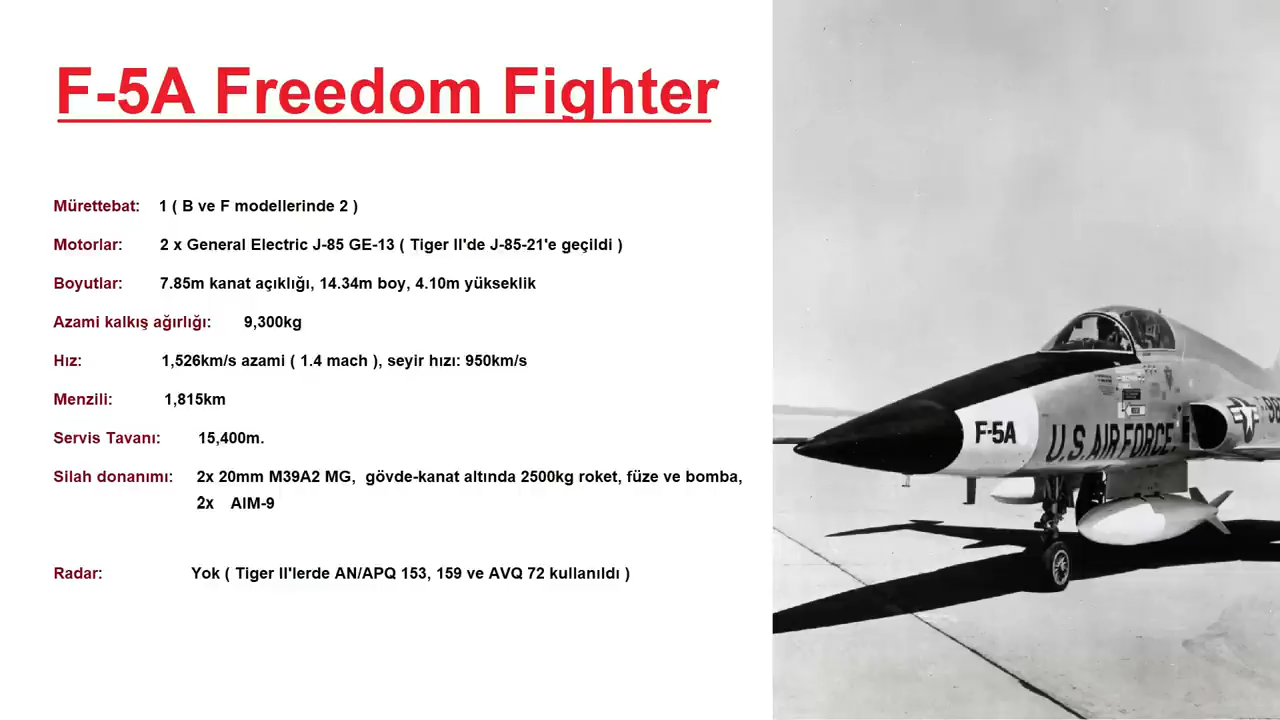 F-5A Freedom Fighter
Mürettebat: 1 ( B ve F modellerinde 2 )
Motorlar: 2 x General Electric J-85 GE-13 ( Tiger II'de J-85-21'e geçildi )
Boyutlar: 7.85m kanat açıklığı, 14.34m boy, 4.10m yükseklik
Azami kalkış ağırlığı: 9,300kg
Hız: 1,526km/s azami ( 1.4 mach ), seyir hızı: 950km/s
Menzili: 1,815km
Servis Tavanı: 15,400m.
Silah donanımı: 2x 20mm M39A2 MG, gövde-kanat altında 2500kg roket, füze ve bomba,
2x AIM-9
Radar: Yok ( Tiger II'lerde AN/APQ 153, 159 ve AVQ 72 kullanıldı )
F-5A
U.S. AIR FORCE